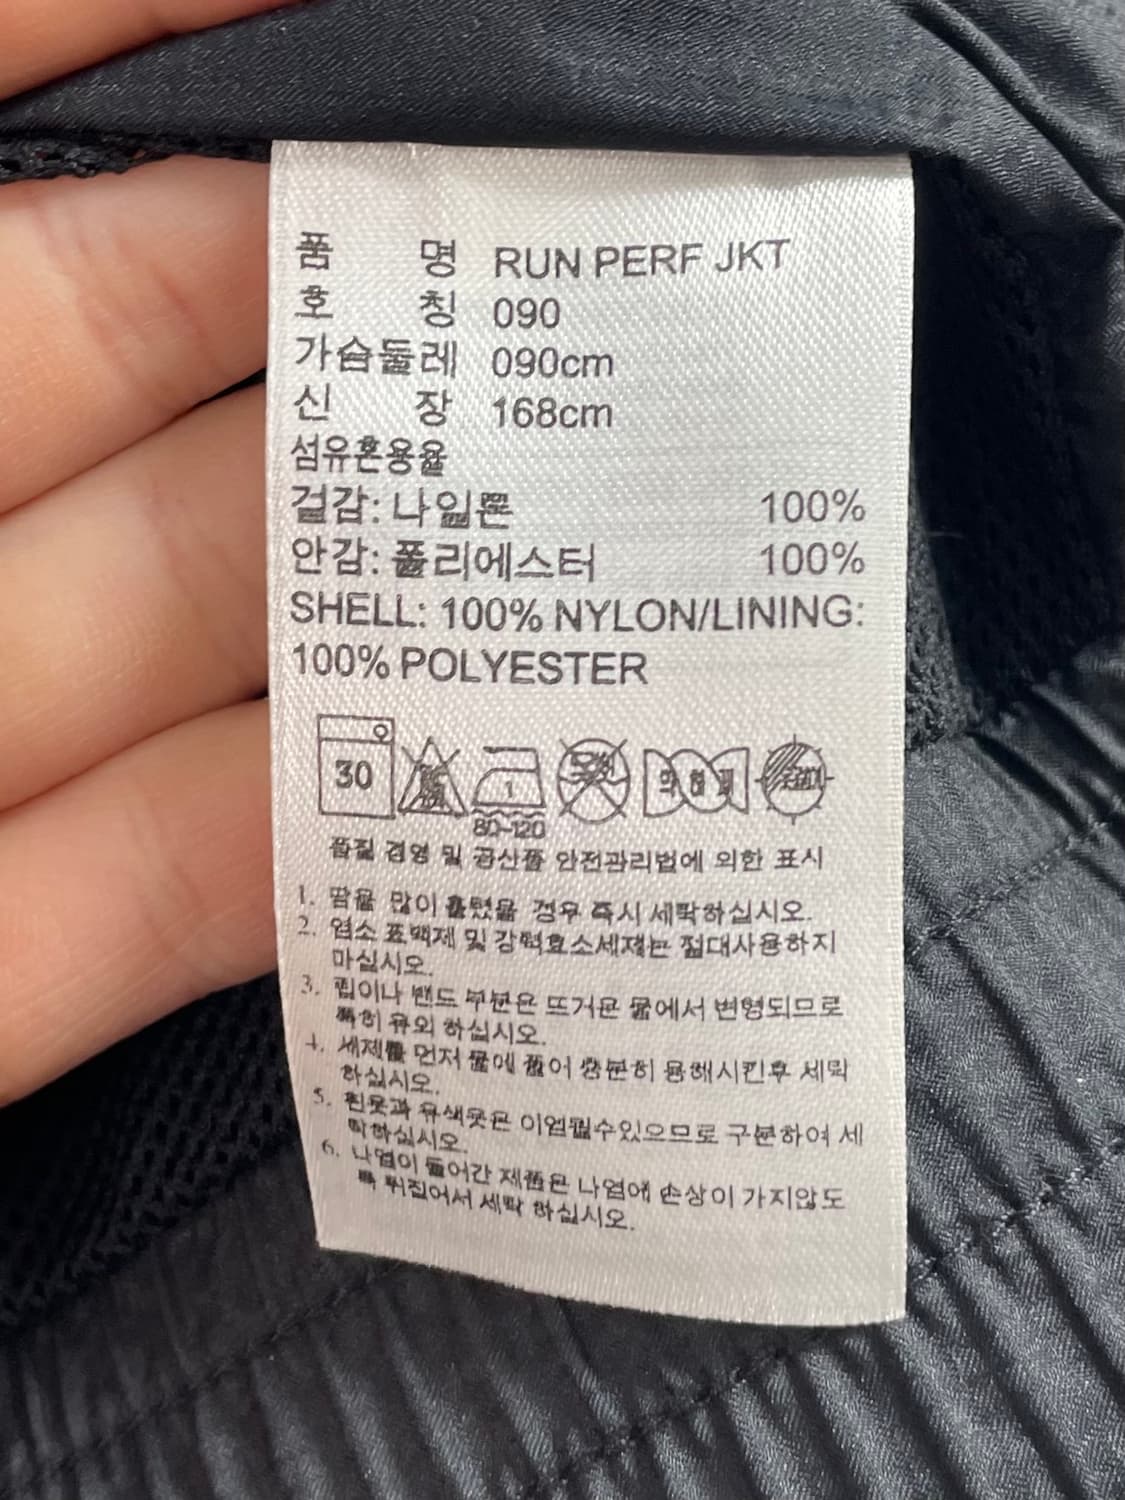 품 명 RUN PERF JKT
호 칭 090
가슴둘레 090cm
신 장 168cm
섬유혼용율
겉감: 나일론 100%
안감: 폴리에스터 100%
SHELL: 100% NYLON/LINING:
100% POLYESTER
30 1 약 하 게
80-120
품질 경영 및 공산품 안전관리법에 의한 표시
1. 땀을 많이 흘렸을 경우 즉시 세탁하십시오.
2. 염소 표백제 및 강력효소세제는 절대사용하지
마십시오.
3. 립이나 밴드 부분은 뜨거운 물에서 변형되므로
특히 유의 하십시오.
4. 세제를 먼저 물에 풀어 충분히 용해시킨후 세탁
하십시오.
5. 흰옷과 유색옷은 이염될수있으므로 구분하여 세
탁하십시오.
6. 나염이 들어간 제품은 나염에 손상이 가지않도
록 뒤집어서 세탁 하십시오.